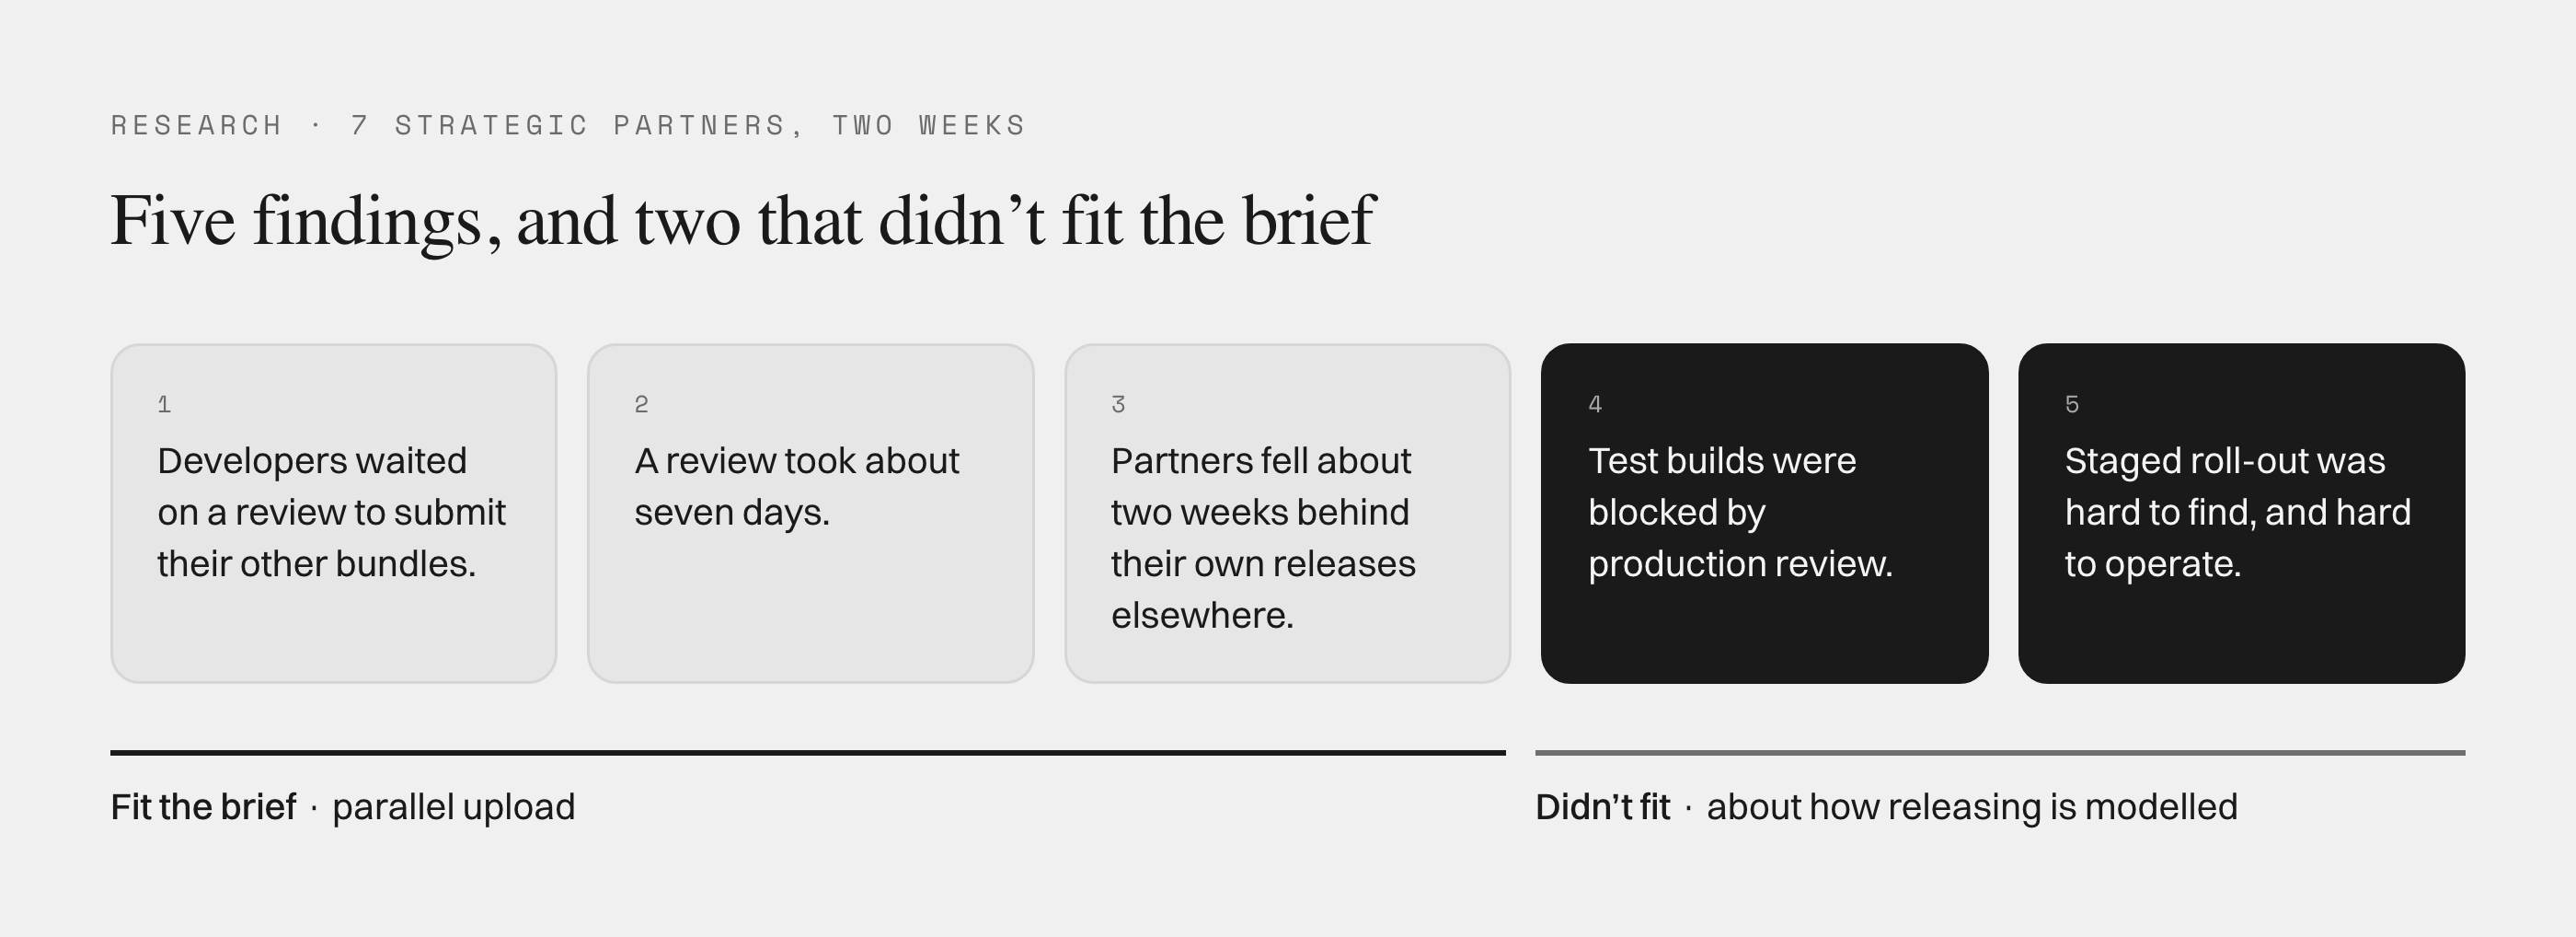 RESEARCH · 7 STRATEGIC PARTNERS, TWO WEEKS
Five findings, and two that didn’t fit the brief
1
Developers waited
on a review to submit
their other bundles.
2
A review took about
seven days.
3
Partners fell about
two weeks behind
their own releases
elsewhere.
4
Test builds were
blocked by
production review.
5
Staged roll-out was
hard to find, and hard
to operate.
Fit the brief · parallel upload
Didn’t fit · about how releasing is modelled